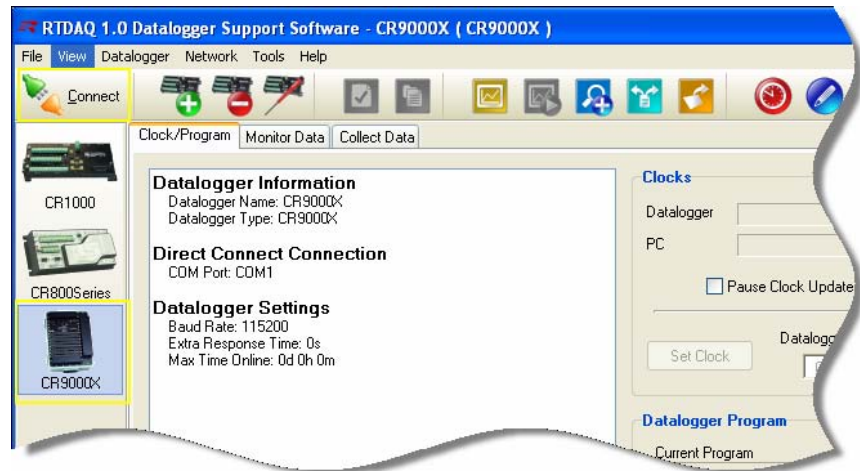 RTDAQ 1.0 Datalogger Support Software - CR9000X ( CR9000X )
File View Datalogger Network Tools Help
Connect
Clock/Program Monitor Data Collect Data
CR1000
CR800Series
CR9000X
Datalogger Information
Datalogger Name: CR9000X
Datalogger Type: CR9000X
Direct Connect Connection
COM Port: COM1
Datalogger Settings
Baud Rate: 115200
Extra Response Time: 0s
Max Time Online: 0d 0h 0m
Clocks
Datalogger
PC
Pause Clock Update
Set Clock
Datalogg
Datalogger Program
Current Program